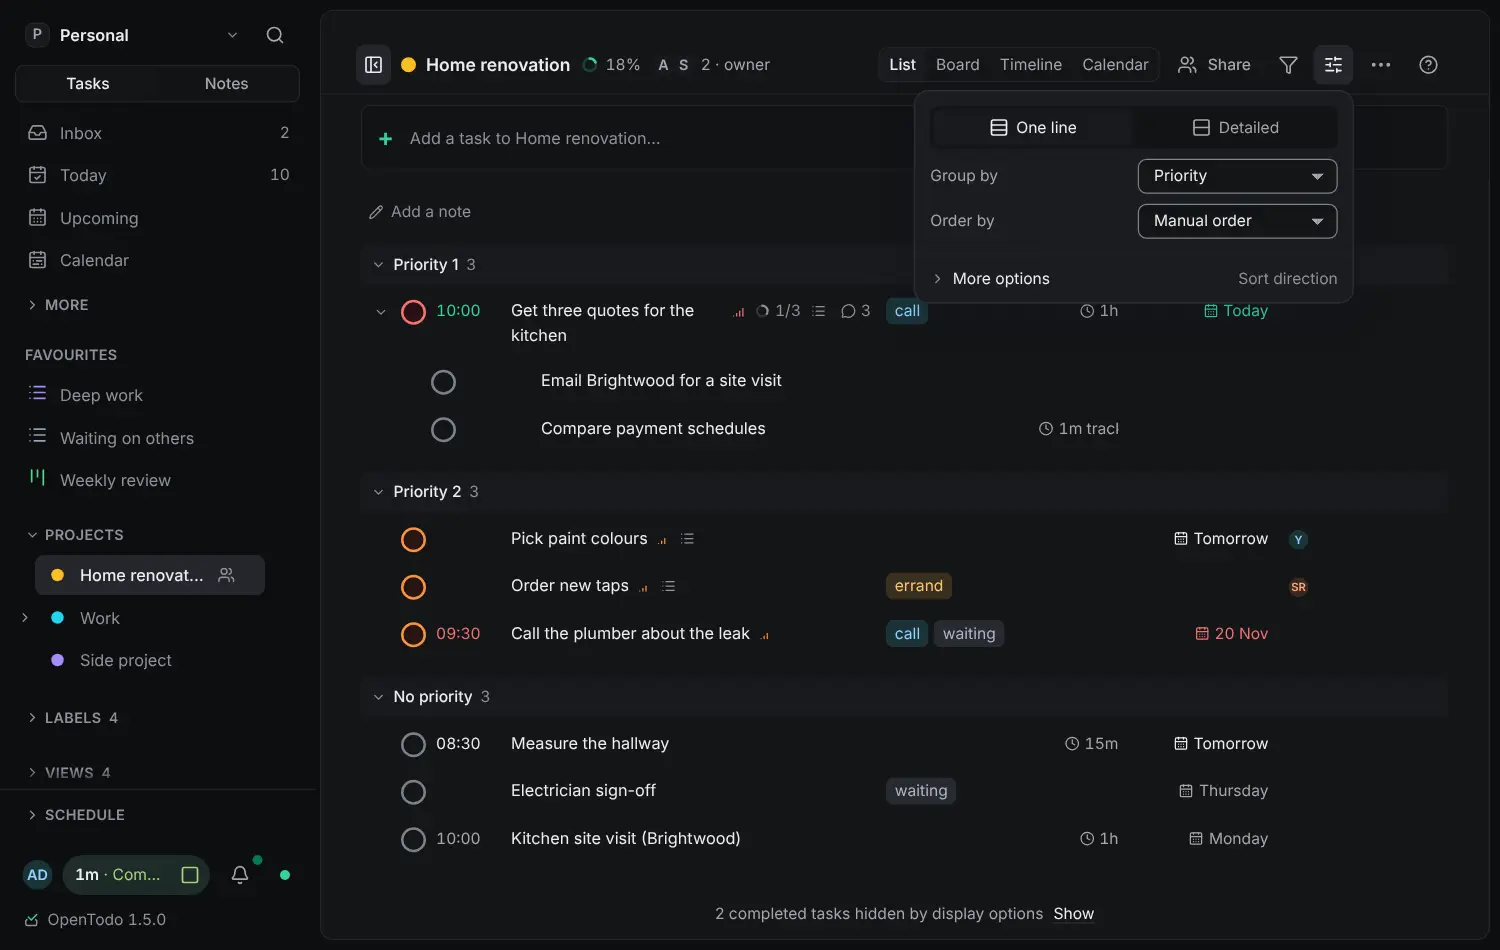 P Personal
Tasks Notes
Inbox 2
Today 10
Upcoming
Calendar
MORE
FAVOURITES
Deep work
Waiting on others
Weekly review
PROJECTS
Home renovat...
Work
Side project
LABELS 4
VIEWS 4
SCHEDULE
AD 1m · Com...
OpenTodo 1.5.0
Home renovation 18% A S 2 · owner List Board Timeline Calendar Share
Add a task to Home renovation...
One line Detailed
Group by Priority
Order by Manual order
More options Sort direction
Add a note
Priority 1 3
10:00 Get three quotes for the 1/3 3 call 1h Today
kitchen
Email Brightwood for a site visit
Compare payment schedules 1m track
Priority 2 3
Pick paint colours Tomorrow Y
Order new taps errand SR
09:30 Call the plumber about the leak call waiting 20 Nov
No priority 3
08:30 Measure the hallway 15m Tomorrow
Electrician sign-off waiting Thursday
10:00 Kitchen site visit (Brightwood) 1h Monday
2 completed tasks hidden by display options Show